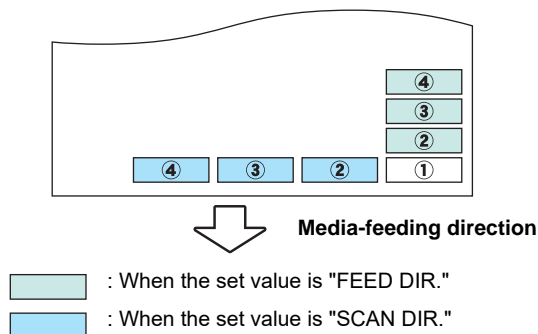 ④
③
②
④ ③ ② ①
Media-feeding direction
: When the set value is "FEED DIR."
: When the set value is "SCAN DIR."